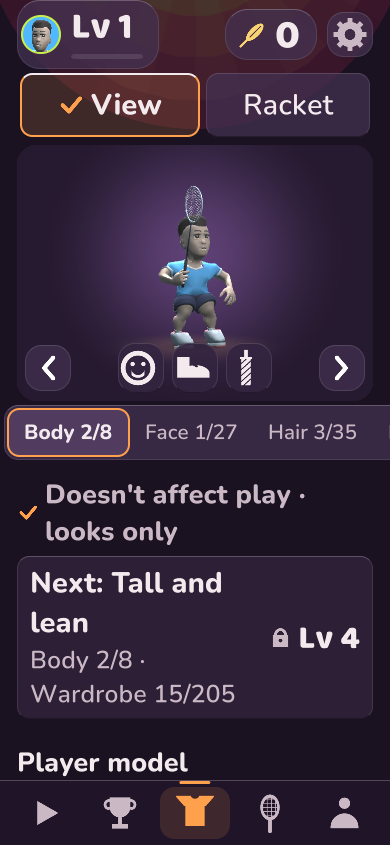 Lv 1
0
View
Racket
Body 2/8
Face 1/27
Hair 3/35
Doesn't affect play ·
looks only
Next: Tall and
lean
Lv 4
Body 2/8 ·
Wardrobe 15/205
Player model